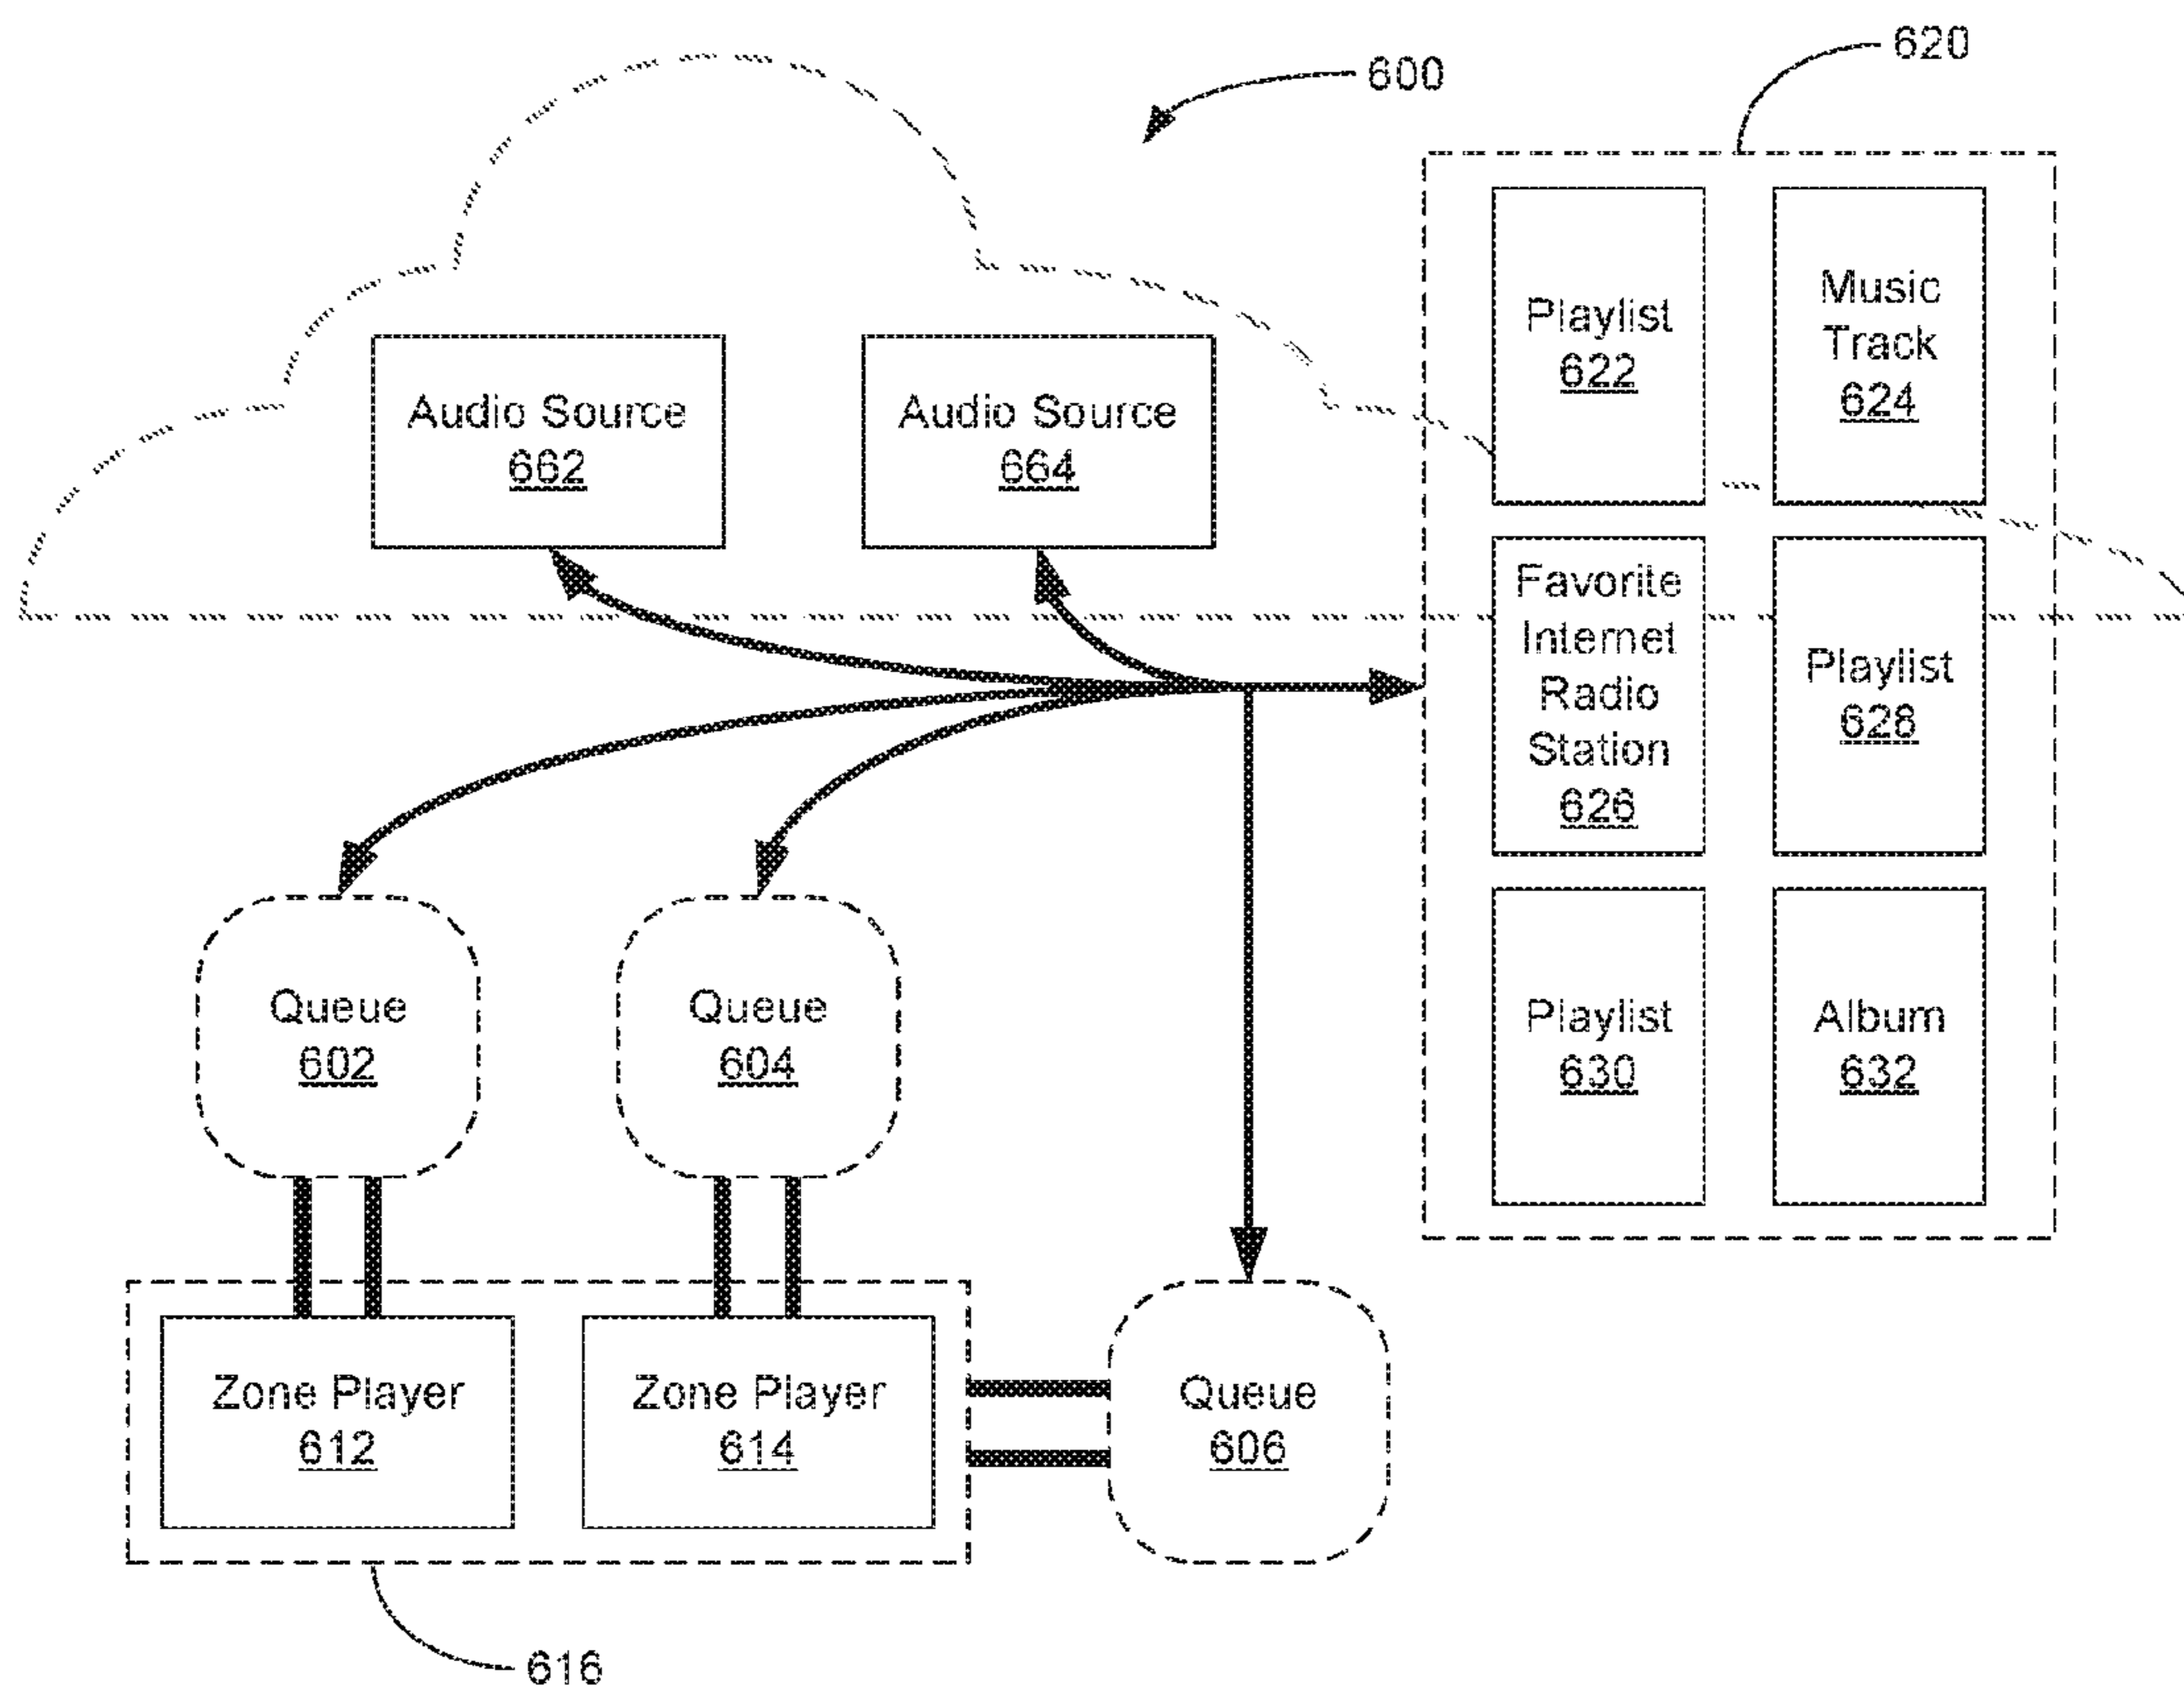 600
620
Playlist
622
Music
Track
624
Audio Source
662
Audio Source
664
Favorite
Internet
Radio
Station
626
Playlist
628
Queue
602
Queue
604
Playlist
630
Album
632
Zone Player
612
Zone Player
614
Queue
606
616